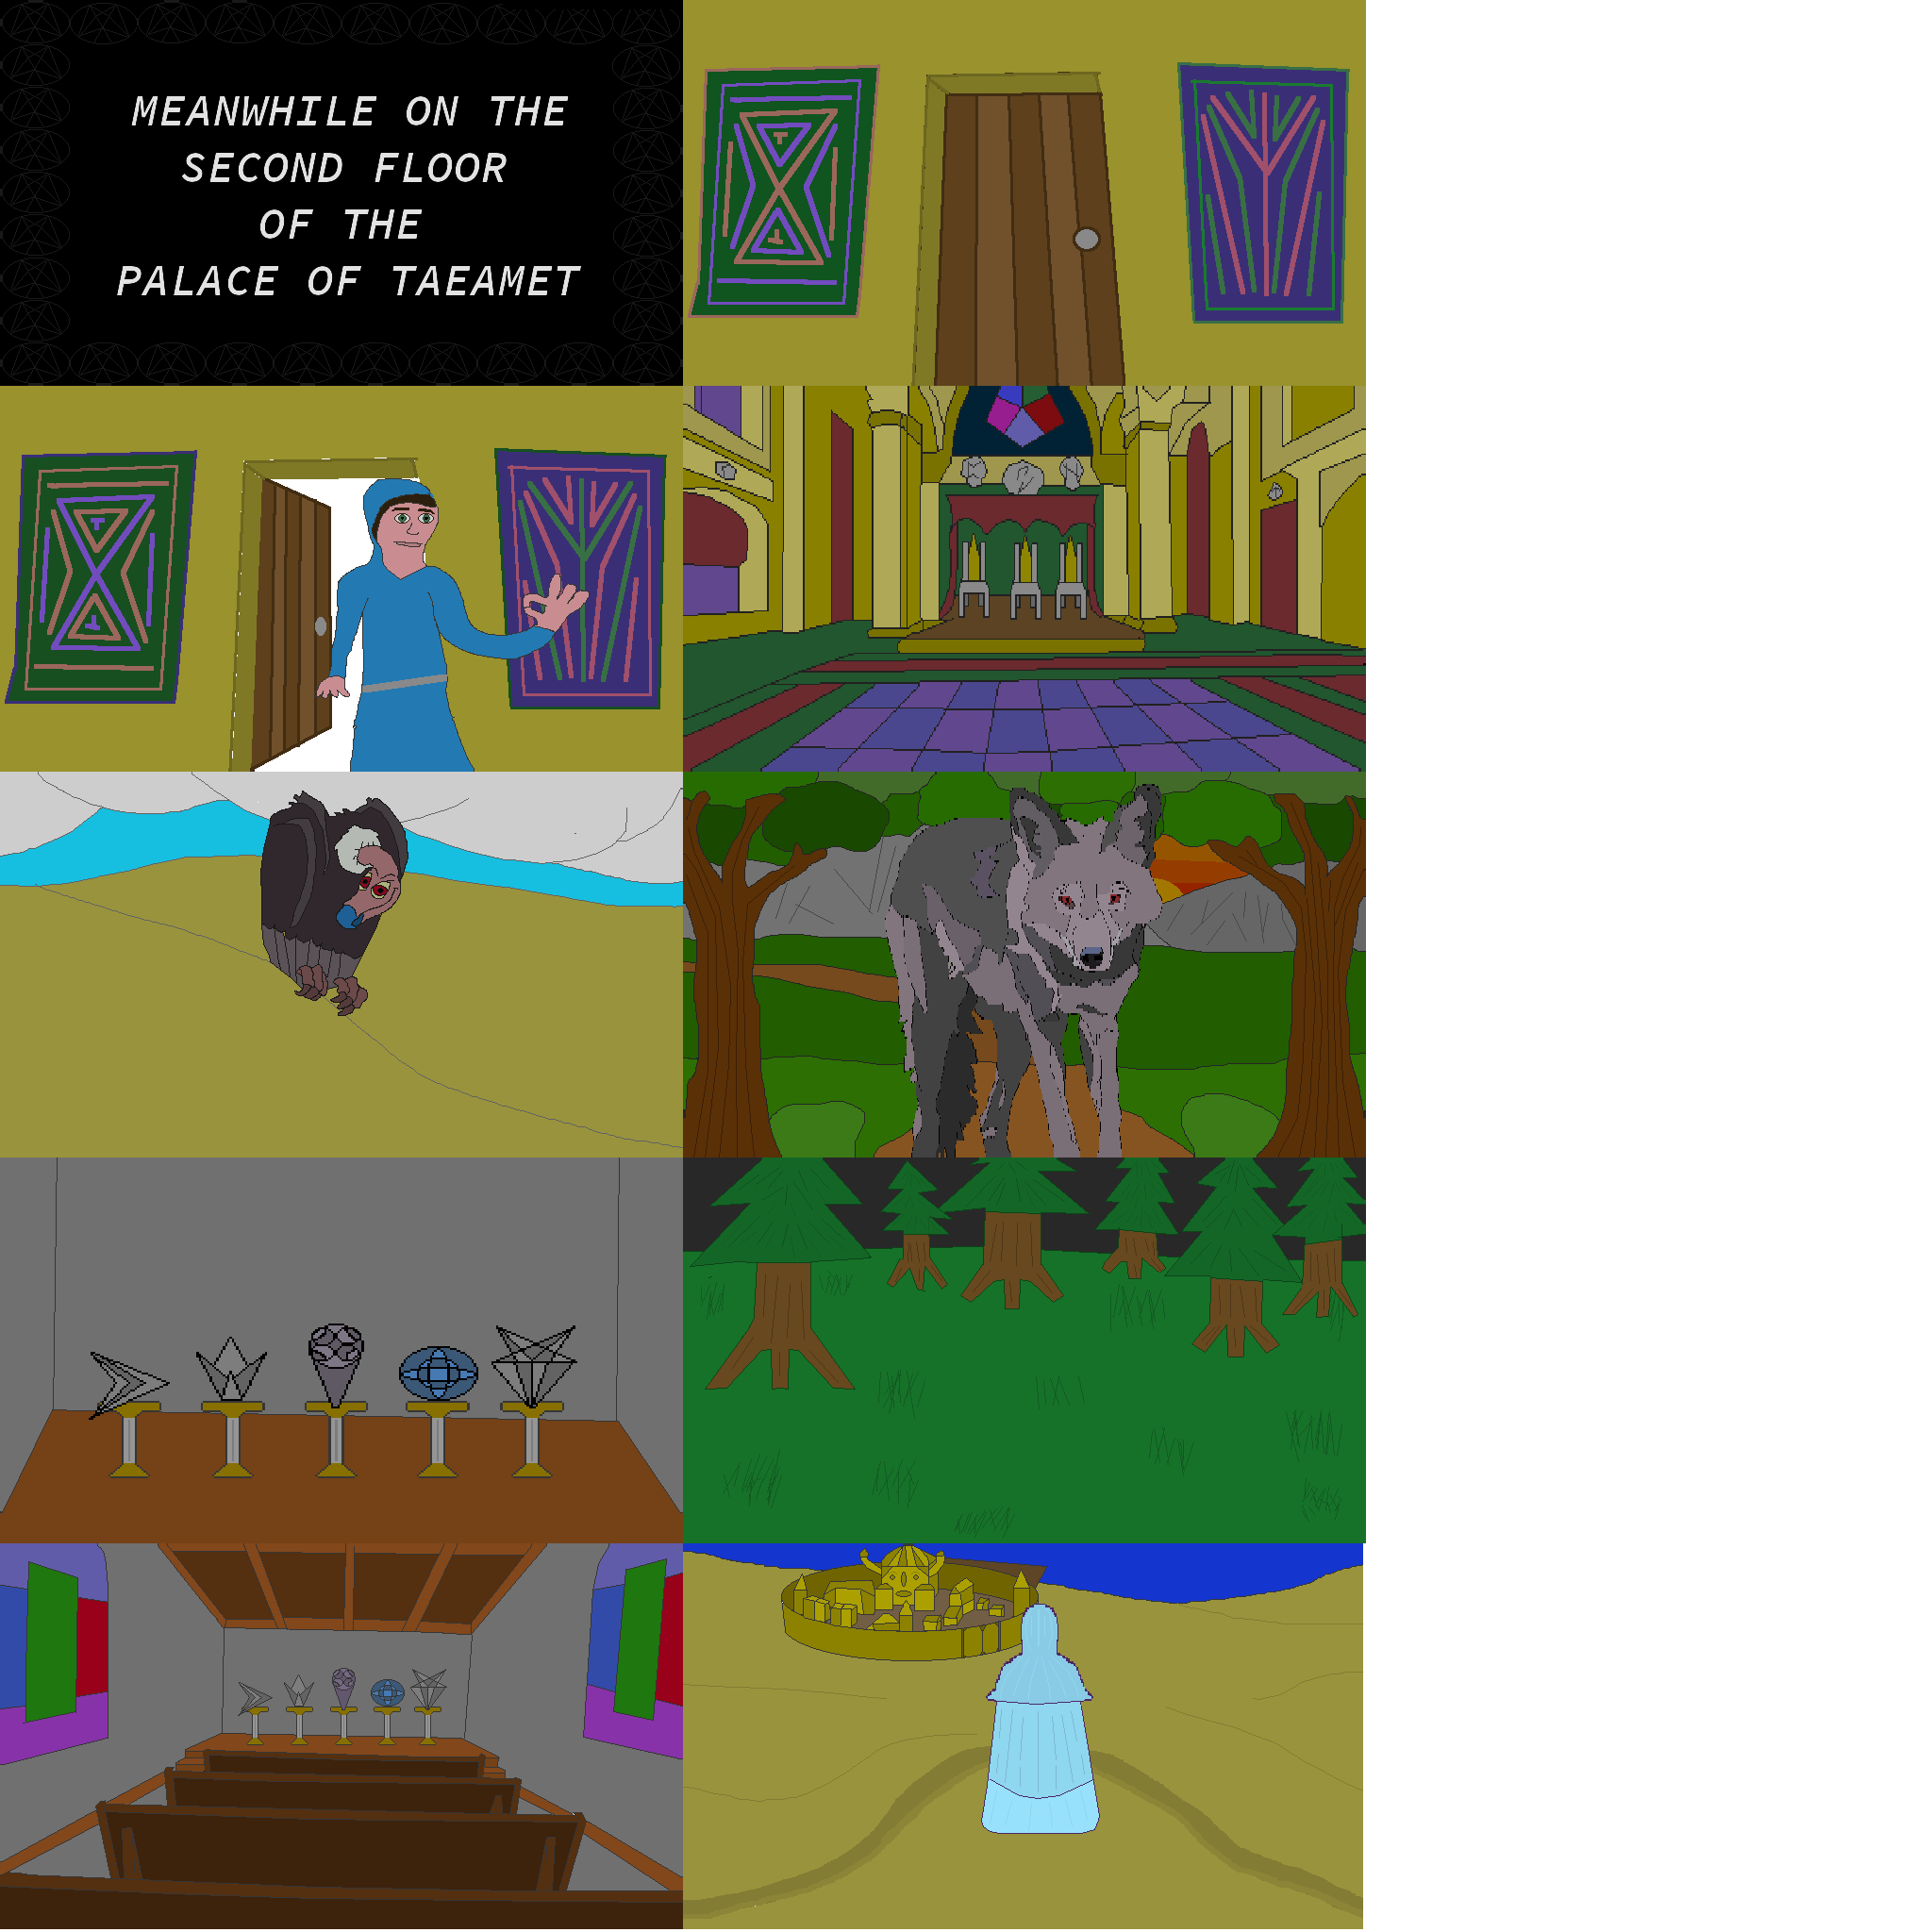 MEANWHILE ON THE
SECOND FLOOR
OF THE
PALACE OF TAEAMET